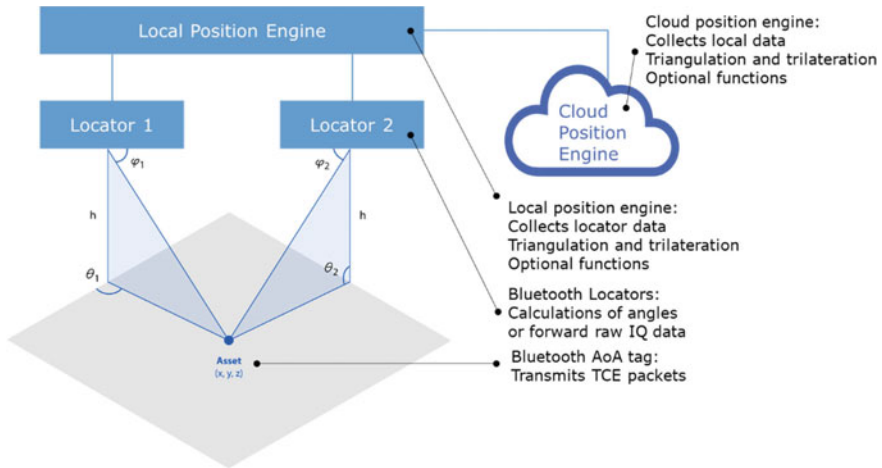 Local Position Engine
Cloud position engine:
Collects local data
Triangulation and trilateration
Optional functions
Locator 1
Locator 2
Cloud
Position
Engine
φ1
φ2
h
h
θ1
θ2
Local position engine:
Collects locator data
Triangulation and trilateration
Optional functions
Bluetooth Locators:
Calculations of angles
or forward raw IQ data
Asset
(x, y, z)
Bluetooth AoA tag:
Transmits TCE packets